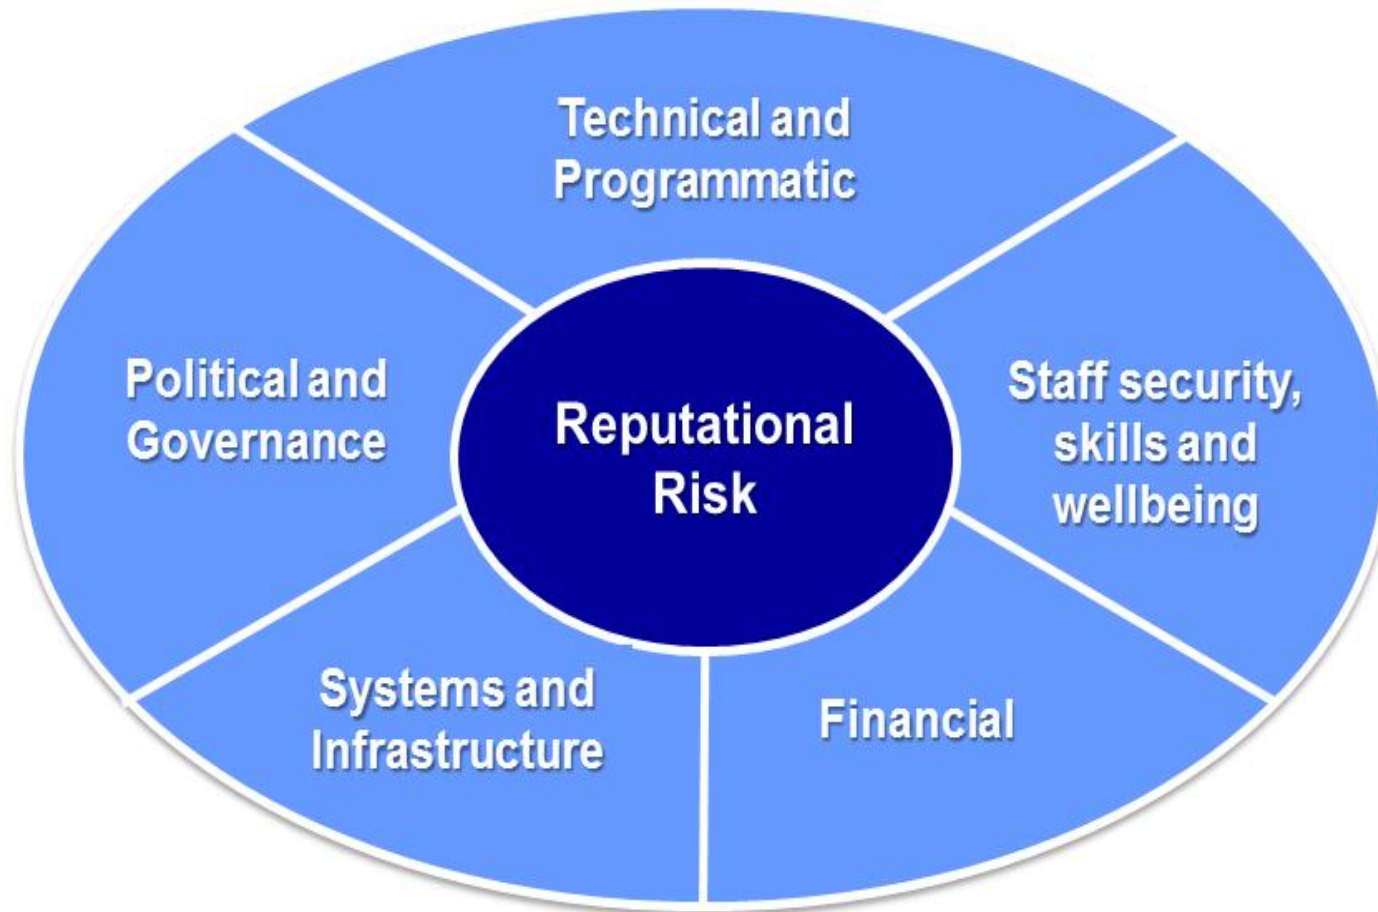 Technical and
Programmatic
Political and
Governance
Reputational
Risk
Staff security,
skills and
wellbeing
Systems and
Infrastructure
Financial